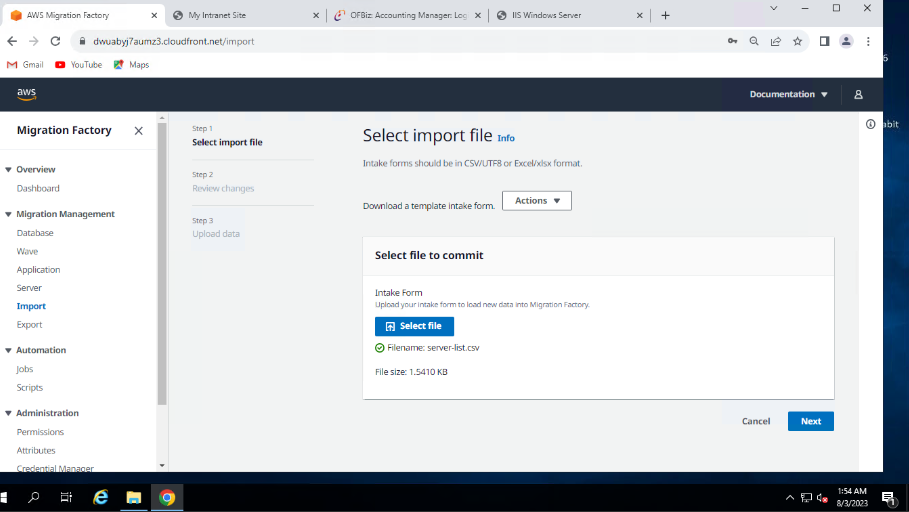 AWS Migration Factory
My Intranet Site
OFBiz: Accounting Manager: Log
IIS Windows Server
dwuabyj7aumz3.cloudfront.net/import
Gmail
YouTube
Maps
aws
Documentation
Migration Factory
Overview
Dashboard
Migration Management
Database
Wave
Application
Server
Import
Export
Automation
Jobs
Scripts
Administration
Permissions
Attributes
Credential Manager
Step 1
Select import file
Step 2
Review changes
Step 3
Upload data
Select import file Info
Intake forms should be in CSV/UTF8 or Excel/xlsx format.
Download a template intake form. Actions
Select file to commit
Intake Form
Upload your intake form to load new data into Migration Factory.
Select file
Filename: server-list.csv
File size: 1.5410 KB
Cancel
Next
abit
1:54 AM
8/3/2023
1